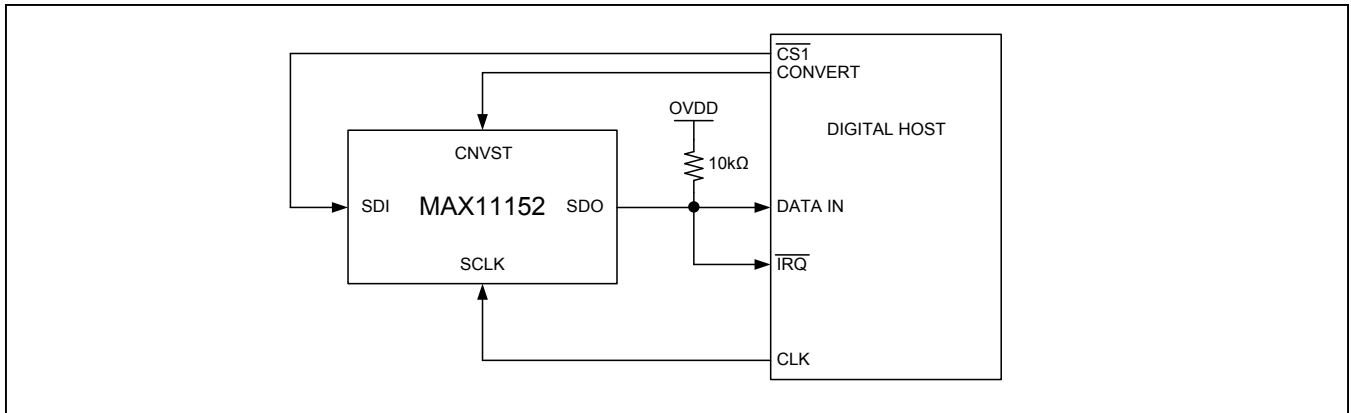 CS1
CONVERT
OVDD
DIGITAL HOST
CNVST
10kΩ
SDI
MAX11152
SDO
DATA IN
SCLK
IRQ
CLK